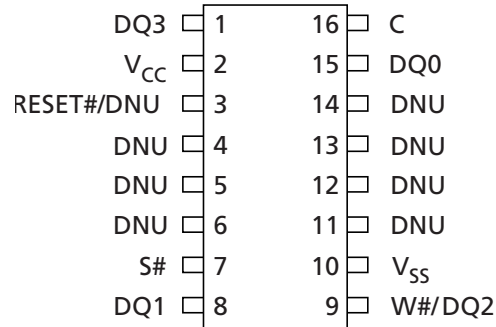 DQ3 1 16 C
VCC 2 15 DQ0
RESET#/DNU 3 14 DNU
DNU 4 13 DNU
DNU 5 12 DNU
DNU 6 11 DNU
S# 7 10 VSS
DQ1 8 9 W#/DQ2